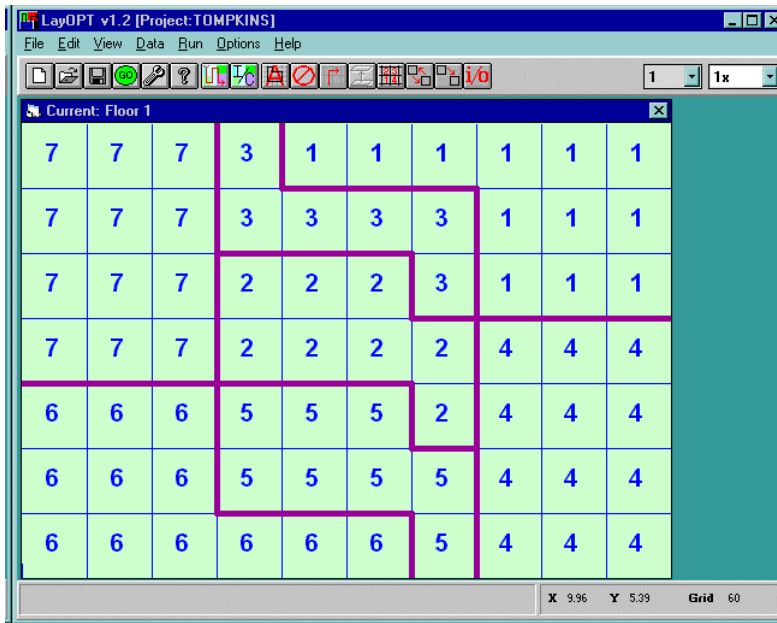 LayOPT v1.2 [Project:TOMPKINS]
File Edit View Data Run Options Help
GO ? I/C i/o 1 1x
Current: Floor 1
7 7 7 3 1 1 1 1 1 1
7 7 7 3 3 3 3 1 1 1
7 7 7 2 2 2 3 1 1 1
7 7 7 2 2 2 2 4 4 4
6 6 6 5 5 5 2 4 4 4
6 6 6 5 5 5 5 4 4 4
6 6 6 6 6 6 5 4 4 4
X 9.96 Y 5.39 Grid 60